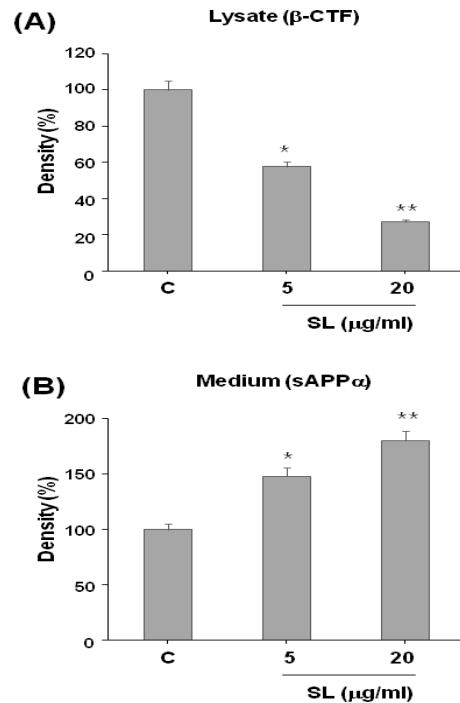 (A)
Lysate (β-CTF)
Density (%)
120
100
80
60
40
20
0
*
**
C 5 20
SL (μg/ml)
(B)
Medium (sAPPα)
Density (%)
200
150
100
50
0
*
**
C 5 20
SL (μg/ml)